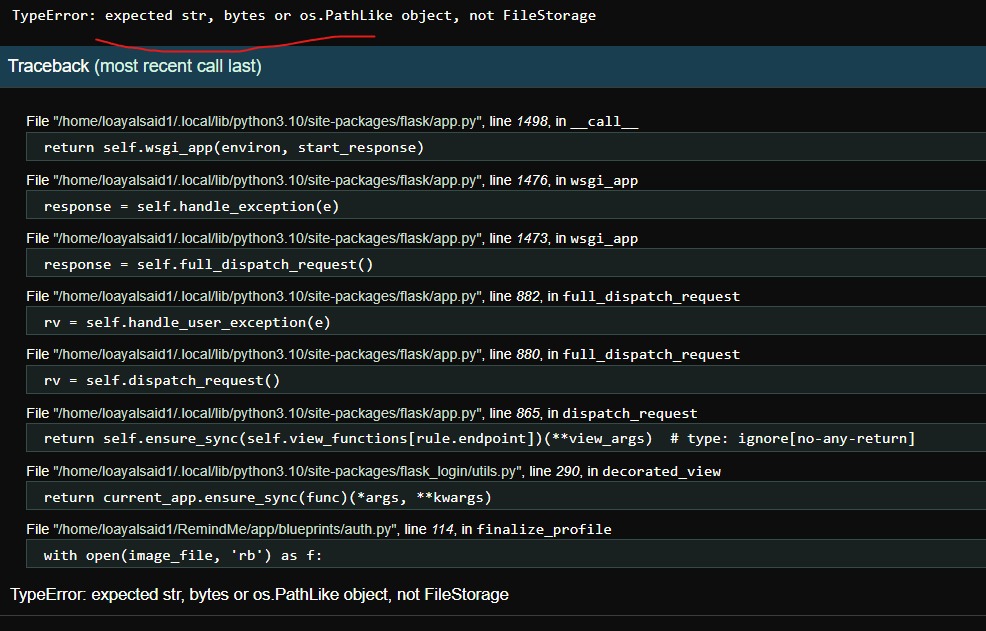 TypeError: expected str, bytes or os.PathLike object, not FileStorage
Traceback (most recent call last)
File "/home/loayalsaid1/.local/lib/python3.10/site-packages/flask/app.py", line 1498, in __call__
return self.wsgi_app(environ, start_response)
File "/home/loayalsaid1/.local/lib/python3.10/site-packages/flask/app.py", line 1476, in wsgi_app
response = self.handle_exception(e)
File "/home/loayalsaid1/.local/lib/python3.10/site-packages/flask/app.py", line 1473, in wsgi_app
response = self.full_dispatch_request()
File "/home/loayalsaid1/.local/lib/python3.10/site-packages/flask/app.py", line 882, in full_dispatch_request
rv = self.handle_user_exception(e)
File "/home/loayalsaid1/.local/lib/python3.10/site-packages/flask/app.py", line 880, in full_dispatch_request
rv = self.dispatch_request()
File "/home/loayalsaid1/.local/lib/python3.10/site-packages/flask/app.py", line 865, in dispatch_request
return self.ensure_sync(self.view_functions[rule.endpoint])(**view_args)  # type: ignore[no-any-return]
File "/home/loayalsaid1/.local/lib/python3.10/site-packages/flask_login/utils.py", line 290, in decorated_view
return current_app.ensure_sync(func)(*args, **kwargs)
File "/home/loayalsaid1/RemindMe/app/blueprints/auth.py", line 114, in finalize_profile
with open(image_file, 'rb') as f:
TypeError: expected str, bytes or os.PathLike object, not FileStorage